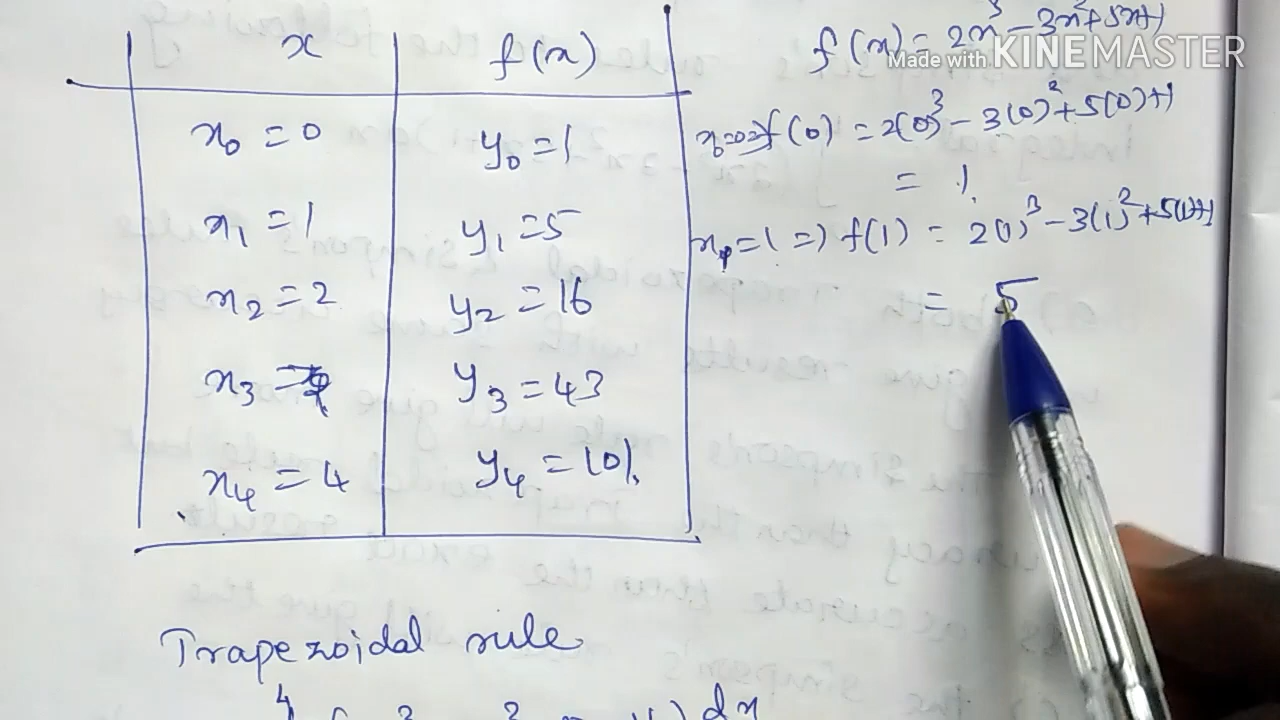 x f(x)
x₀ = 0 y₀ = 1
x₁ = 1 y₁ = 5
x₂ = 2 y₂ = 16
x₃ = y₃ = 43
x₄ = 4 y₄ = 101.
f(x) = 2x³ - 3x² + 5x + 1
Made with KINEMASTER
x₀ = 0 => f(0) = 2(0)³ - 3(0)² + 5(0) + 1
= 1.
= 1 => f(1) = 2(1)³ - 3(1)² + 5(1) + 1
= 5
Trapezoidal rule
4
dx